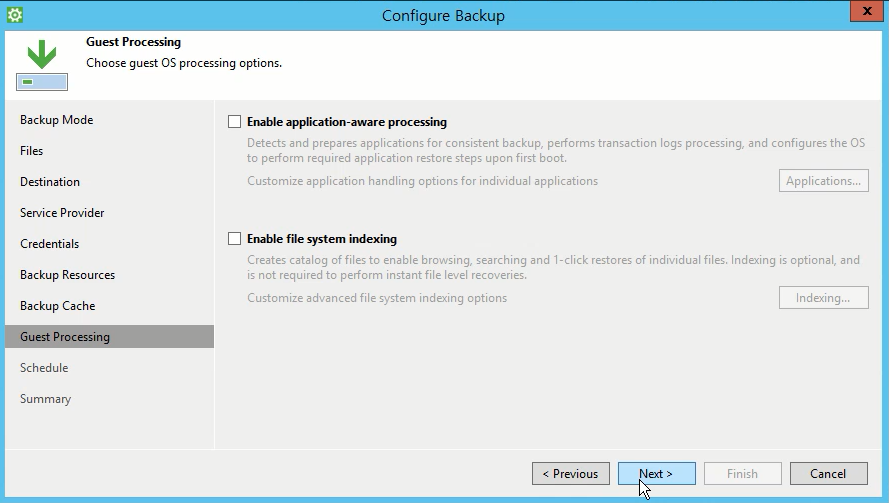 Configure Backup
x
Guest Processing
Choose guest OS processing options.
Backup Mode
Files
Destination
Service Provider
Credentials
Backup Resources
Backup Cache
Guest Processing
Schedule
Summary
Enable application-aware processing
Detects and prepares applications for consistent backup, performs transaction logs processing, and configures the OS
to perform required application restore steps upon first boot.
Customize application handling options for individual applications
Applications...
Enable file system indexing
Creates catalog of files to enable browsing, searching and 1-click restores of individual files. Indexing is optional, and
is not required to perform instant file level recoveries.
Customize advanced file system indexing options
Indexing...
< Previous
Next >
Finish
Cancel